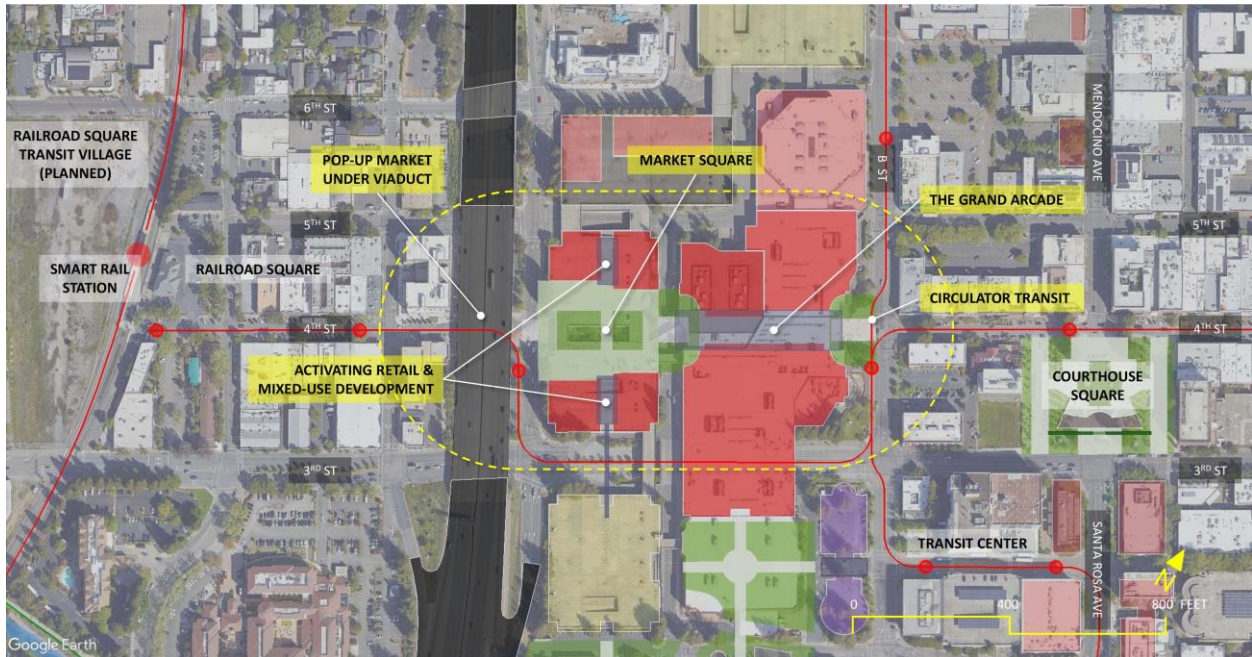 6TH ST
MENDOCINO AVE
RAILROAD SQUARE
TRANSIT VILLAGE
(PLANNED)
POP-UP MARKET
UNDER VIADUCT
MARKET SQUARE
B ST
THE GRAND ARCADE
5TH ST
5TH ST
SMART RAIL
STATION
RAILROAD SQUARE
CIRCULATOR TRANSIT
4TH ST
4TH ST
ACTIVATING RETAIL &
MIXED-USE DEVELOPMENT
COURTHOUSE
SQUARE
3RD ST
3RD ST
TRANSIT CENTER
SANTA ROSA AVE
N
0 400 800 FEET
Google Earth